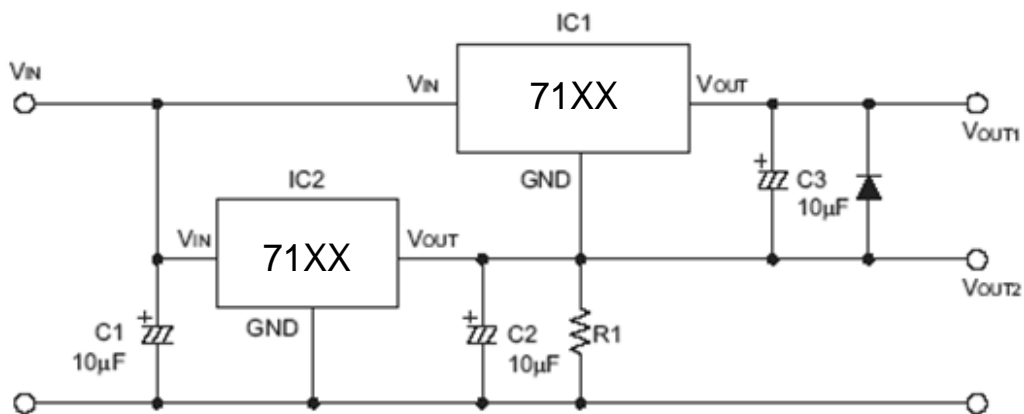 IC1
VIN
VIN
71XX
VOUT
VOUT1
GND
C3
10μF
+
IC2
VIN
71XX
VOUT
VOUT2
GND
C1
10μF
+
C2
10μF
+
R1